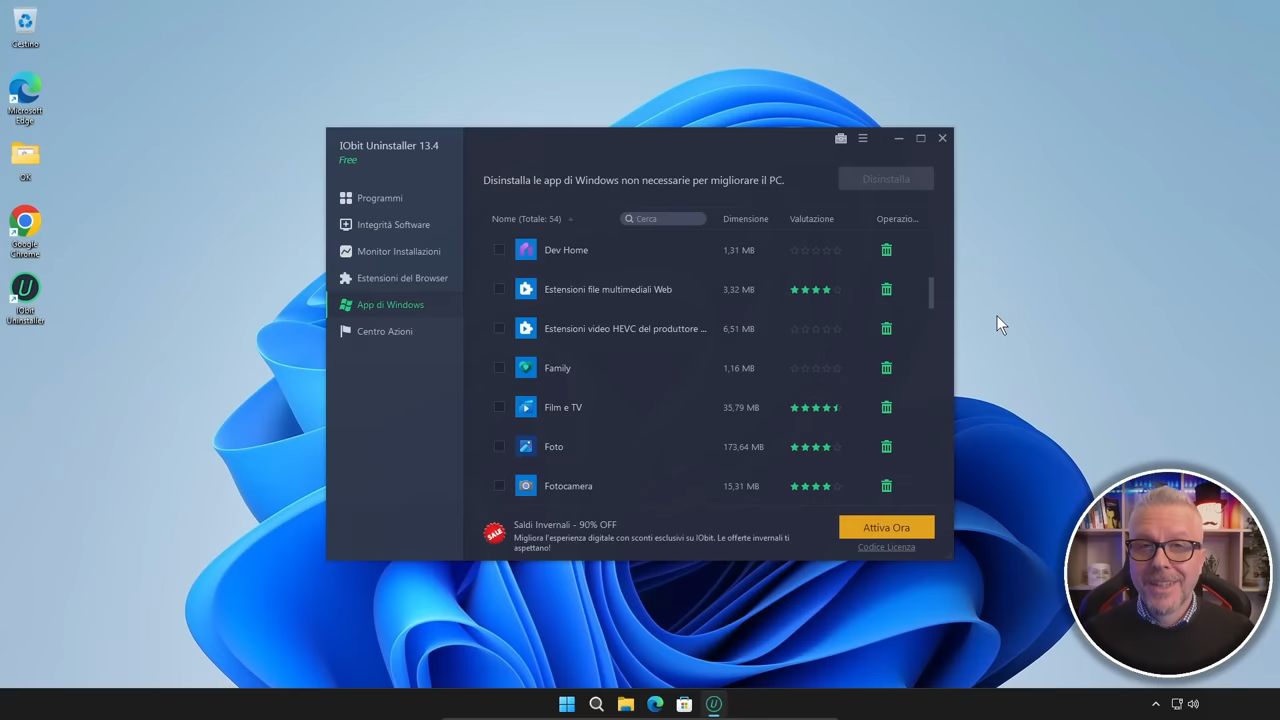 Cestino
Microsoft
Edge
OK
Google
Chrome
IObit
Uninstaller
IObit Uninstaller 13.4
Free
Programmi
Integrità Software
Monitor Installazioni
Estensioni del Browser
App di Windows
Centro Azioni
Disinstalla le app di Windows non necessarie per migliorare il PC.
Disinstalla
Nome (Totale: 54) Cerca Dimensione Valutazione Operazio...
Dev Home 1,31 MB
Estensioni file multimediali Web 3,32 MB
Estensioni video HEVC del produttore ... 6,51 MB
Family 1,16 MB
Film e TV 35,79 MB
Foto 173,64 MB
Fotocamera 15,31 MB
SALE
Saldi Invernali - 90% OFF
Migliora l'esperienza digitale con sconti esclusivi su IObit. Le offerte invernali ti
aspettano!
Attiva Ora
Codice Licenza